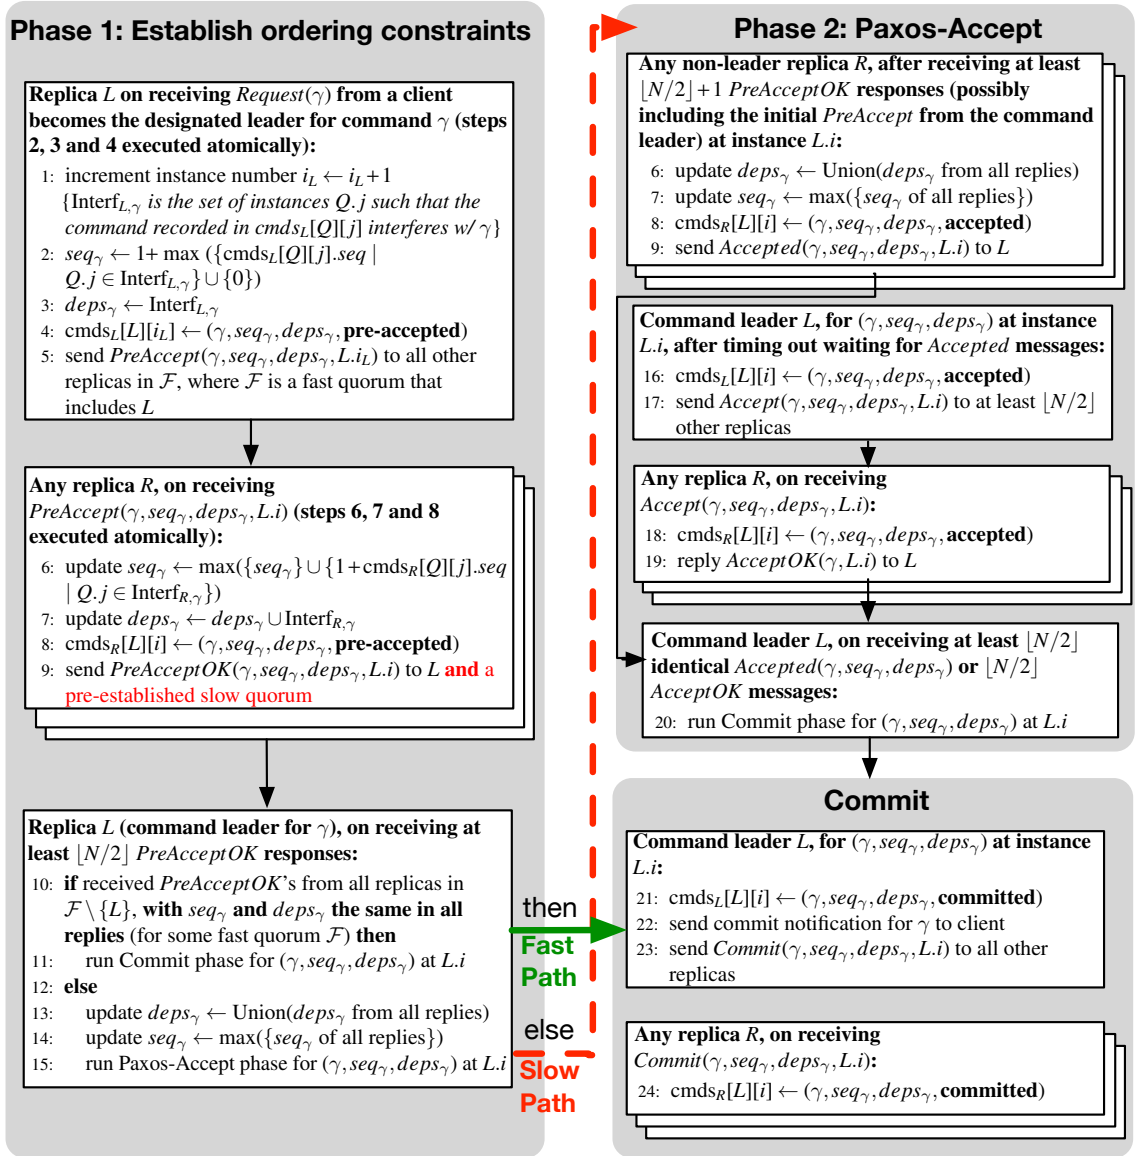 Phase 1: Establish ordering constraints
Replica L on receiving Request(γ) from a client
becomes the designated leader for command γ (steps
2, 3 and 4 executed atomically):
1: increment instance number i_L ← i_L + 1
{Interf_{L,γ} is the set of instances Q.j such that the
command recorded in cmds_L[Q][j] interferes w/ γ}
2: seq_γ ← 1+ max ({cmds_L[Q][j].seq |
Q.j ∈ Interf_{L,γ}} ∪ {0})
3: deps_γ ← Interf_{L,γ}
4: cmds_L[L][i_L] ← (γ, seq_γ, deps_γ, pre-accepted)
5: send PreAccept(γ, seq_γ, deps_γ, L.i_L) to all other
replicas in F, where F is a fast quorum that
includes L
Any replica R, on receiving
PreAccept(γ, seq_γ, deps_γ, L.i) (steps 6, 7 and 8
executed atomically):
6: update seq_γ ← max({seq_γ} ∪ {1+cmds_R[Q][j].seq
| Q.j ∈ Interf_{R,γ}})
7: update deps_γ ← deps_γ ∪ Interf_{R,γ}
8: cmds_R[L][i] ← (γ, seq_γ, deps_γ, pre-accepted)
9: send PreAcceptOK(γ, seq_γ, deps_γ, L.i) to L and a
pre-established slow quorum
Replica L (command leader for γ), on receiving at
least ⌊N/2⌋ PreAcceptOK responses:
10: if received PreAcceptOK's from all replicas in
F \ {L}, with seq_γ and deps_γ the same in all
replies (for some fast quorum F) then
11: run Commit phase for (γ, seq_γ, deps_γ) at L.i
12: else
13: update deps_γ ← Union(deps_γ from all replies)
14: update seq_γ ← max({seq_γ of all replies})
15: run Paxos-Accept phase for (γ, seq_γ, deps_γ) at L.i
then
Fast
Path
else
Slow
Path
Phase 2: Paxos-Accept
Any non-leader replica R, after receiving at least
⌊N/2⌋+1 PreAcceptOK responses (possibly
including the initial PreAccept from the command
leader) at instance L.i:
6: update deps_γ ← Union(deps_γ from all replies)
7: update seq_γ ← max({seq_γ of all replies})
8: cmds_R[L][i] ← (γ, seq_γ, deps_γ, accepted)
9: send Accepted(γ, seq_γ, deps_γ, L.i) to L
Command leader L, for (γ, seq_γ, deps_γ) at instance
L.i, after timing out waiting for Accepted messages:
16: cmds_L[L][i] ← (γ, seq_γ, deps_γ, accepted)
17: send Accept(γ, seq_γ, deps_γ, L.i) to at least ⌊N/2⌋
other replicas
Any replica R, on receiving
Accept(γ, seq_γ, deps_γ, L.i):
18: cmds_R[L][i] ← (γ, seq_γ, deps_γ, accepted)
19: reply AcceptOK(γ, L.i) to L
Command leader L, on receiving at least ⌊N/2⌋
identical Accepted(γ, seq_γ, deps_γ) or ⌊N/2⌋
AcceptOK messages:
20: run Commit phase for (γ, seq_γ, deps_γ) at L.i
Commit
Command leader L, for (γ, seq_γ, deps_γ) at instance
L.i:
21: cmds_L[L][i] ← (γ, seq_γ, deps_γ, committed)
22: send commit notification for γ to client
23: send Commit(γ, seq_γ, deps_γ, L.i) to all other
replicas
Any replica R, on receiving
Commit(γ, seq_γ, deps_γ, L.i):
24: cmds_R[L][i] ← (γ, seq_γ, deps_γ, committed)